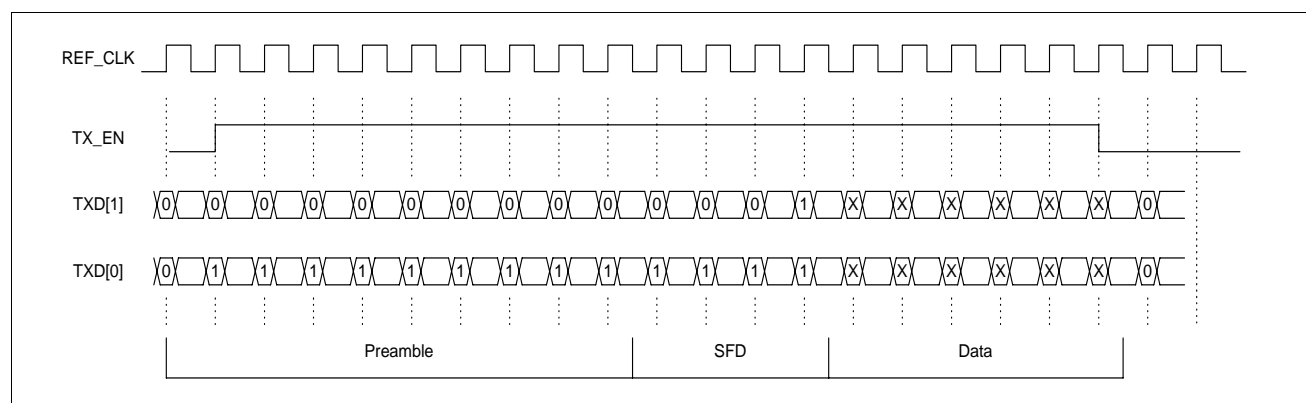 REF_CLK
TX_EN
TXD[1] 0 0 0 0 0 0 0 0 0 0 0 0 0 1 X X X X X X 0
TXD[0] 0 1 1 1 1 1 1 1 1 1 1 1 1 1 X X X X X X 0
Preamble SFD Data